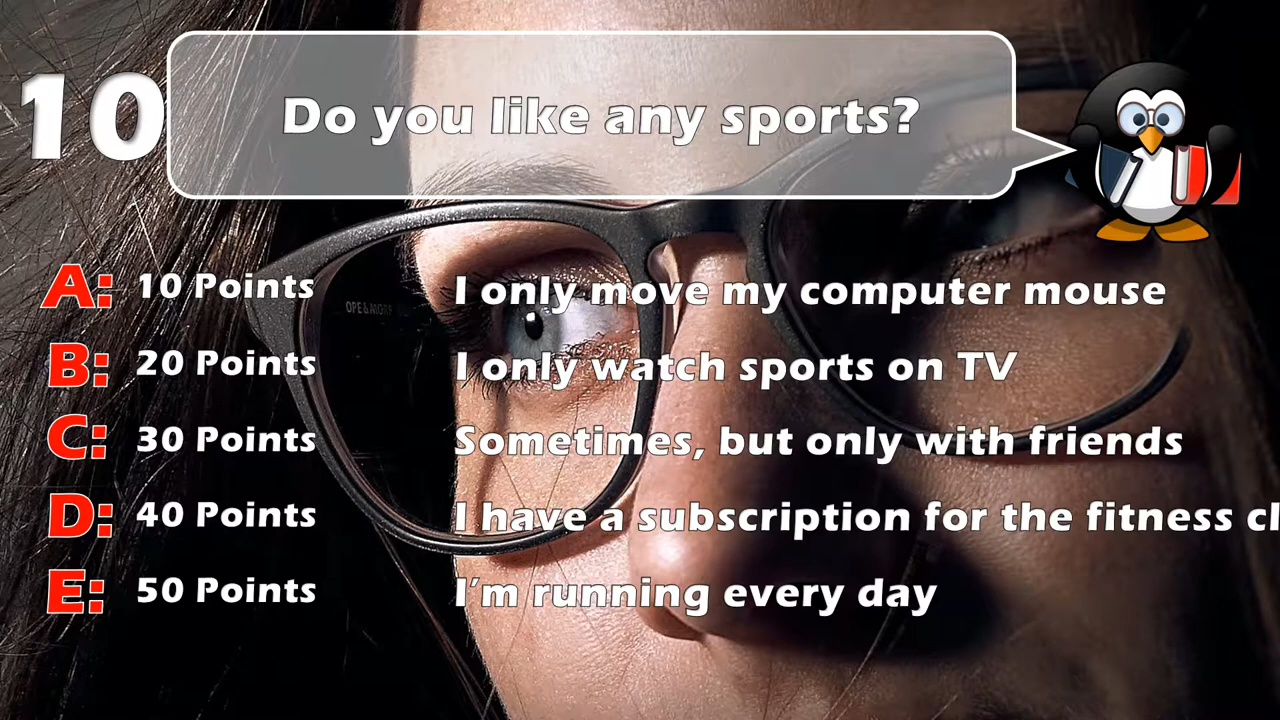 10
Do you like any sports?
A: 10 Points I only move my computer mouse
B: 20 Points I only watch sports on TV
C: 30 Points Sometimes, but only with friends
D: 40 Points I have a subscription for the fitness cl
E: 50 Points I'm running every day